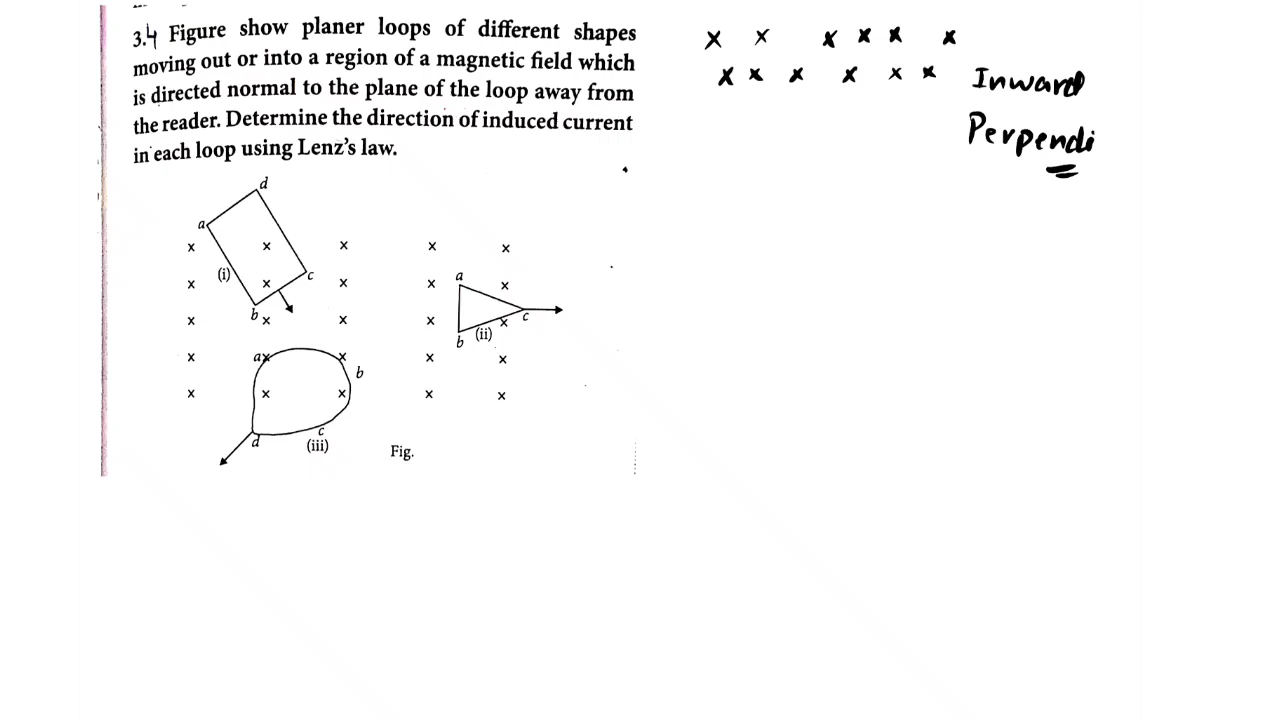 3.4 Figure show planer loops of different shapes
moving out or into a region of a magnetic field which
is directed normal to the plane of the loop away from
the reader. Determine the direction of induced current
in each loop using Lenz's law.
x x x x x x
x x x x x x Inward
Perpendi
d
a
x x x x x
(i) c a
x x x x x
b x x x x x c
(ii)
b
x a x x x x
b
x x x x x
c
d
(iii) Fig.